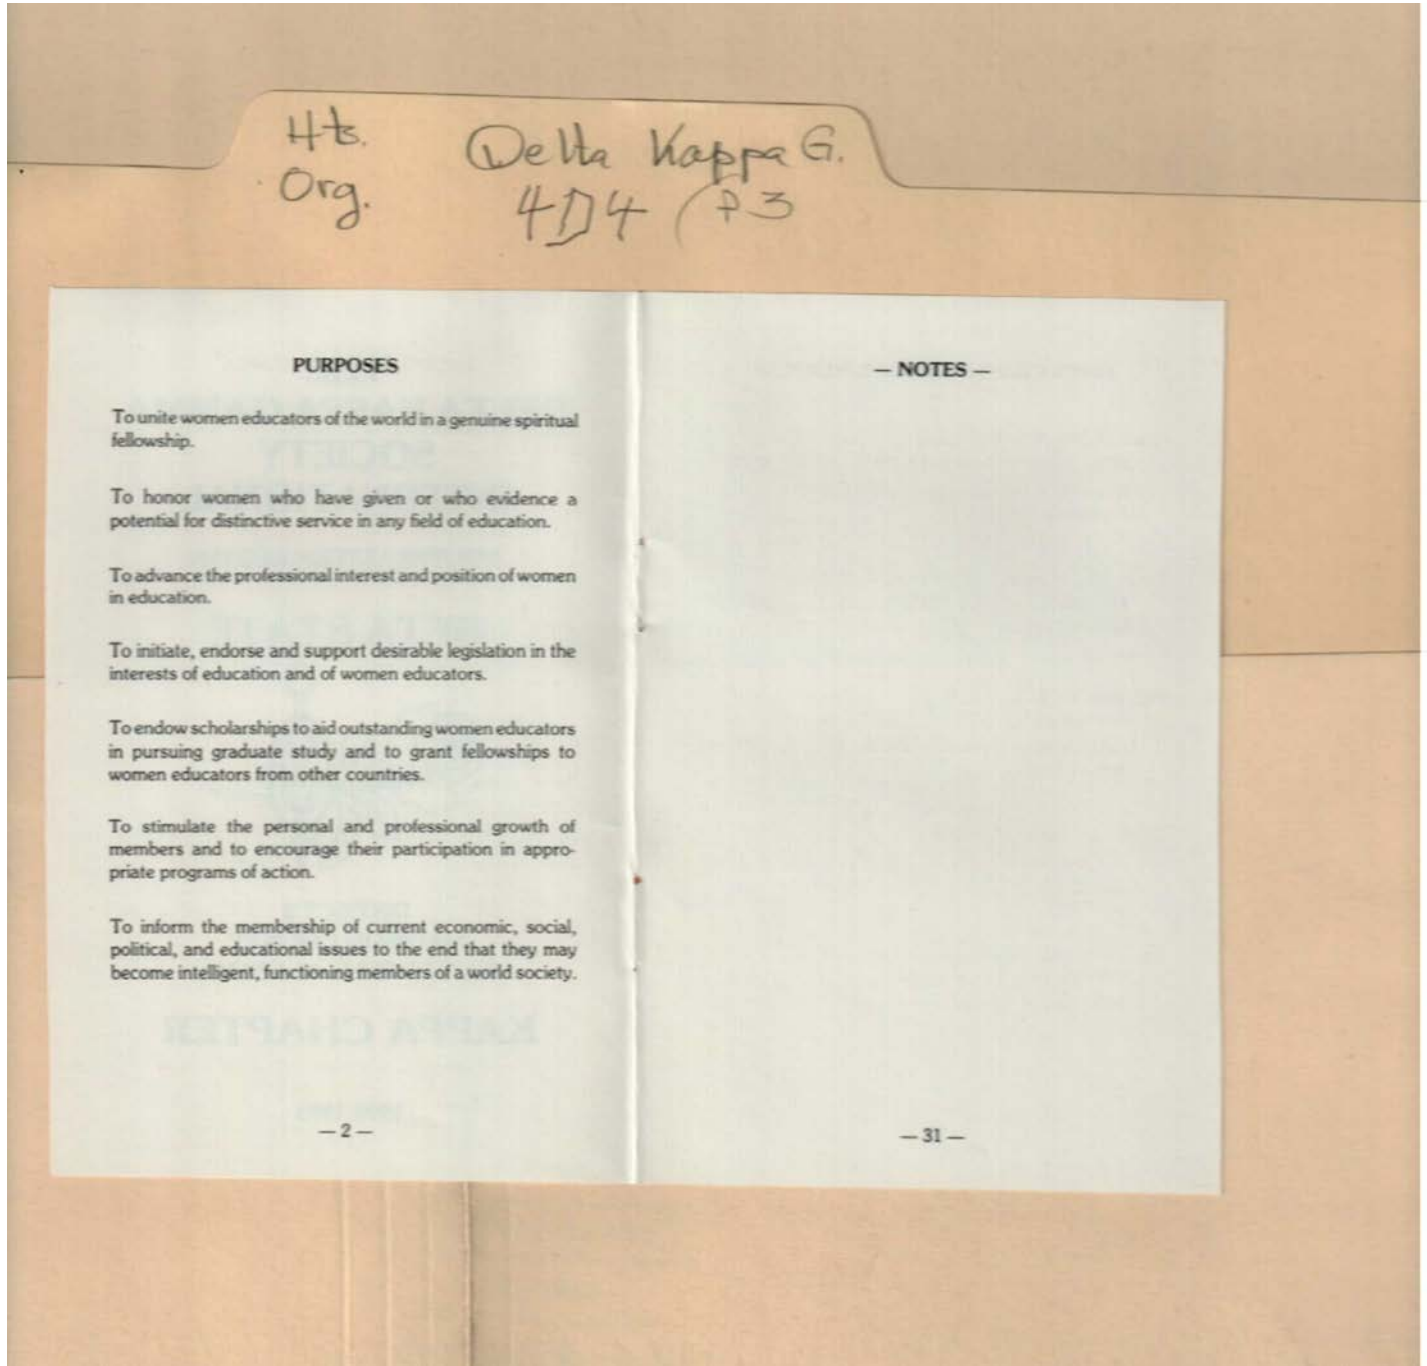 Hts. Delta Kappa G.
Org. 4D4 (P3
PURPOSES
To unite women educators of the world in a genuine spiritual
fellowship.
To honor women who have given or who evidence a
potential for distinctive service in any field of education.
To advance the professional interest and position of women
in education.
To initiate, endorse and support desirable legislation in the
interests of education and of women educators.
To endow scholarships to aid outstanding women educators
in pursuing graduate study and to grant fellowships to
women educators from other countries.
To stimulate the personal and professional growth of
members and to encourage their participation in appro-
priate programs of action.
To inform the membership of current economic, social,
political, and educational issues to the end that they may
become intelligent, functioning members of a world society.
— 2 —
— NOTES —
— 31 —